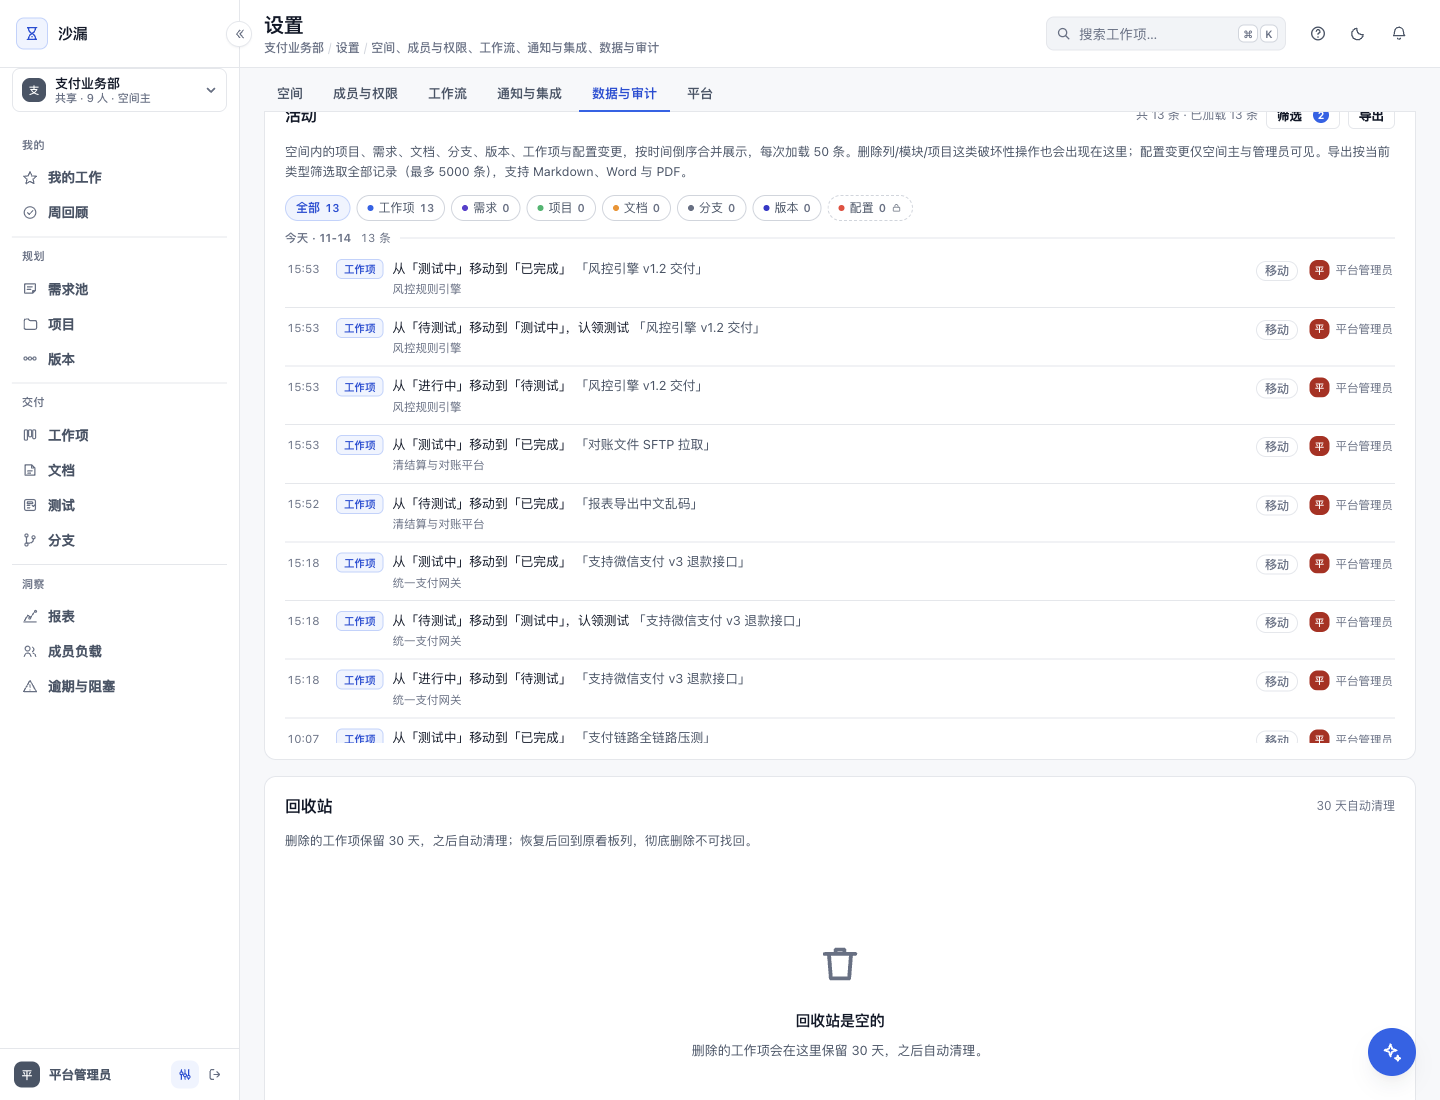 沙漏
支
支付业务部
共享 · 9 人 · 空间主
我的
我的工作
周回顾
规划
需求池
项目
版本
交付
工作项
文档
测试
分支
洞察
报表
成员负载
逾期与阻塞
平 平台管理员
设置
支付业务部 / 设置 / 空间、成员与权限、工作流、通知与集成、数据与审计
搜索工作项... ⌘ K
空间 成员与权限 工作流 通知与集成 数据与审计 平台
活动 共 13 条 · 已加载 13 条 筛选 2 导出
空间内的项目、需求、文档、分支、版本、工作项与配置变更，按时间倒序合并展示，每次加载 50 条。删除列/模块/项目这类破坏性操作也会出现在这里；配置变更仅空间主与管理员可见。导出按当前
类型筛选取全部记录（最多 5000 条），支持 Markdown、Word 与 PDF。
全部 13 工作项 13 需求 0 项目 0 文档 0 分支 0 版本 0 配置 0
今天 · 11-14 13 条
15:53 工作项 从「测试中」移动到「已完成」 「风控引擎 v1.2 交付」 移动 平 平台管理员
风控规则引擎
15:53 工作项 从「待测试」移动到「测试中」，认领测试 「风控引擎 v1.2 交付」 移动 平 平台管理员
风控规则引擎
15:53 工作项 从「进行中」移动到「待测试」 「风控引擎 v1.2 交付」 移动 平 平台管理员
风控规则引擎
15:53 工作项 从「测试中」移动到「已完成」 「对账文件 SFTP 拉取」 移动 平 平台管理员
清结算与对账平台
15:52 工作项 从「待测试」移动到「已完成」 「报表导出中文乱码」 移动 平 平台管理员
清结算与对账平台
15:18 工作项 从「测试中」移动到「已完成」 「支持微信支付 v3 退款接口」 移动 平 平台管理员
统一支付网关
15:18 工作项 从「待测试」移动到「测试中」，认领测试 「支持微信支付 v3 退款接口」 移动 平 平台管理员
统一支付网关
15:18 工作项 从「进行中」移动到「待测试」 「支持微信支付 v3 退款接口」 移动 平 平台管理员
统一支付网关
10:07 工作项 从「测试中」移动到「已完成」 「支付链路全链路压测」 移动 平 平台管理员
回收站 30 天自动清理
删除的工作项保留 30 天，之后自动清理；恢复后回到原看板列，彻底删除不可找回。
回收站是空的
删除的工作项会在这里保留 30 天，之后自动清理。